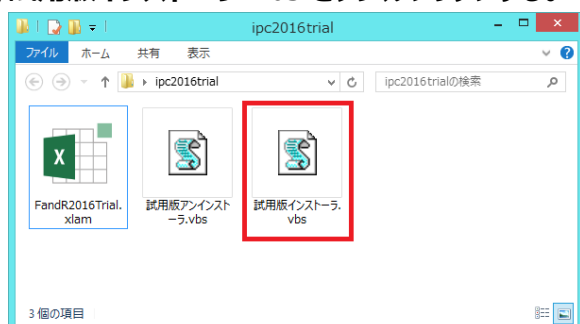 ipc2016trial
ファイル ホーム 共有 表示
ipc2016trial
ipc2016trialの検索
FandR2016Trial.
xlam
試用版アンインスト
ーラ.vbs
試用版インストーラ.
vbs
3 個の項目